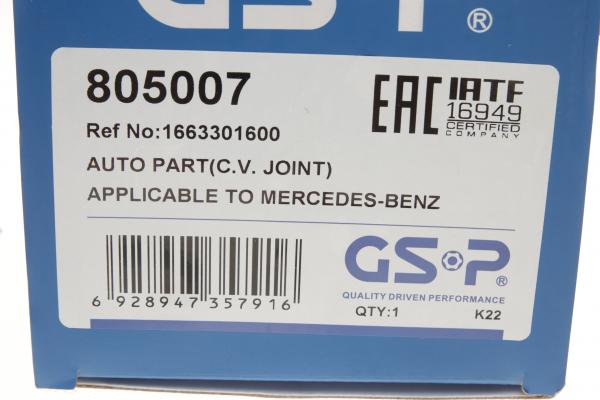 GSP®
805007
EAC IATF
16949
CERTIFIED
COMPANY
Ref No:1663301600
AUTO PART(C.V. JOINT)
APPLICABLE TO MERCEDES-BENZ
6 928947 357916
GSP®
QUALITY DRIVEN PERFORMANCE
QTY:1 K22